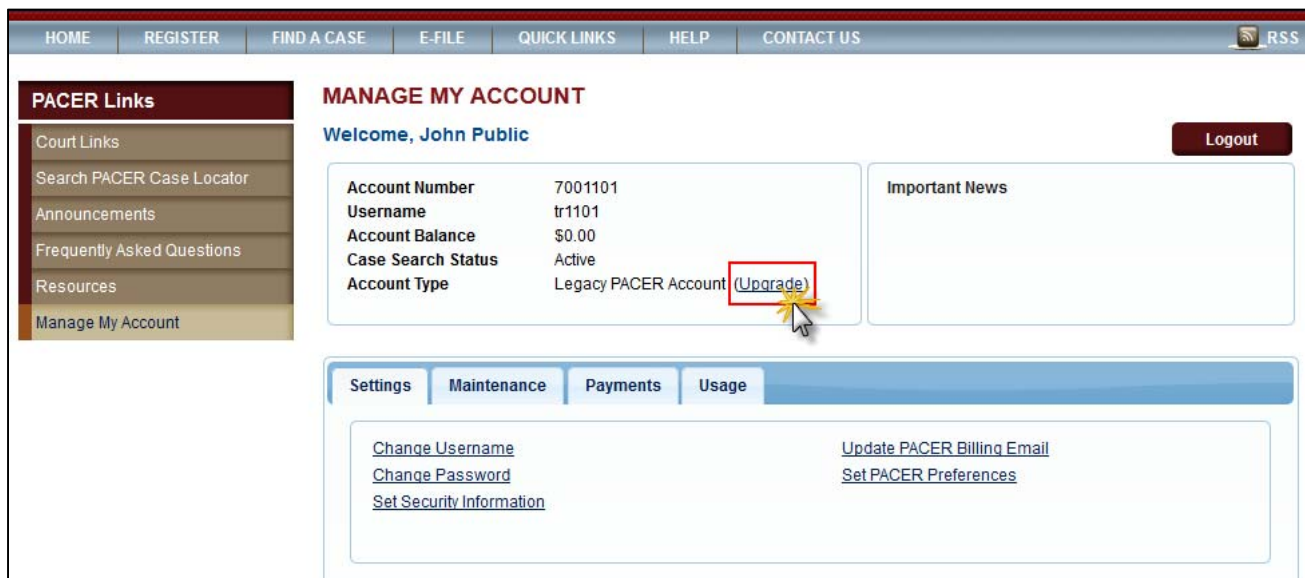 HOME REGISTER FIND A CASE E-FILE QUICK LINKS HELP CONTACT US RSS
PACER Links
Court Links
Search PACER Case Locator
Announcements
Frequently Asked Questions
Resources
Manage My Account
MANAGE MY ACCOUNT
Welcome, John Public
Logout
Account Number 7001101
Username tr1101
Account Balance $0.00
Case Search Status Active
Account Type Legacy PACER Account (Upgrade)
Important News
Settings Maintenance Payments Usage
Change Username
Change Password
Set Security Information
Update PACER Billing Email
Set PACER Preferences